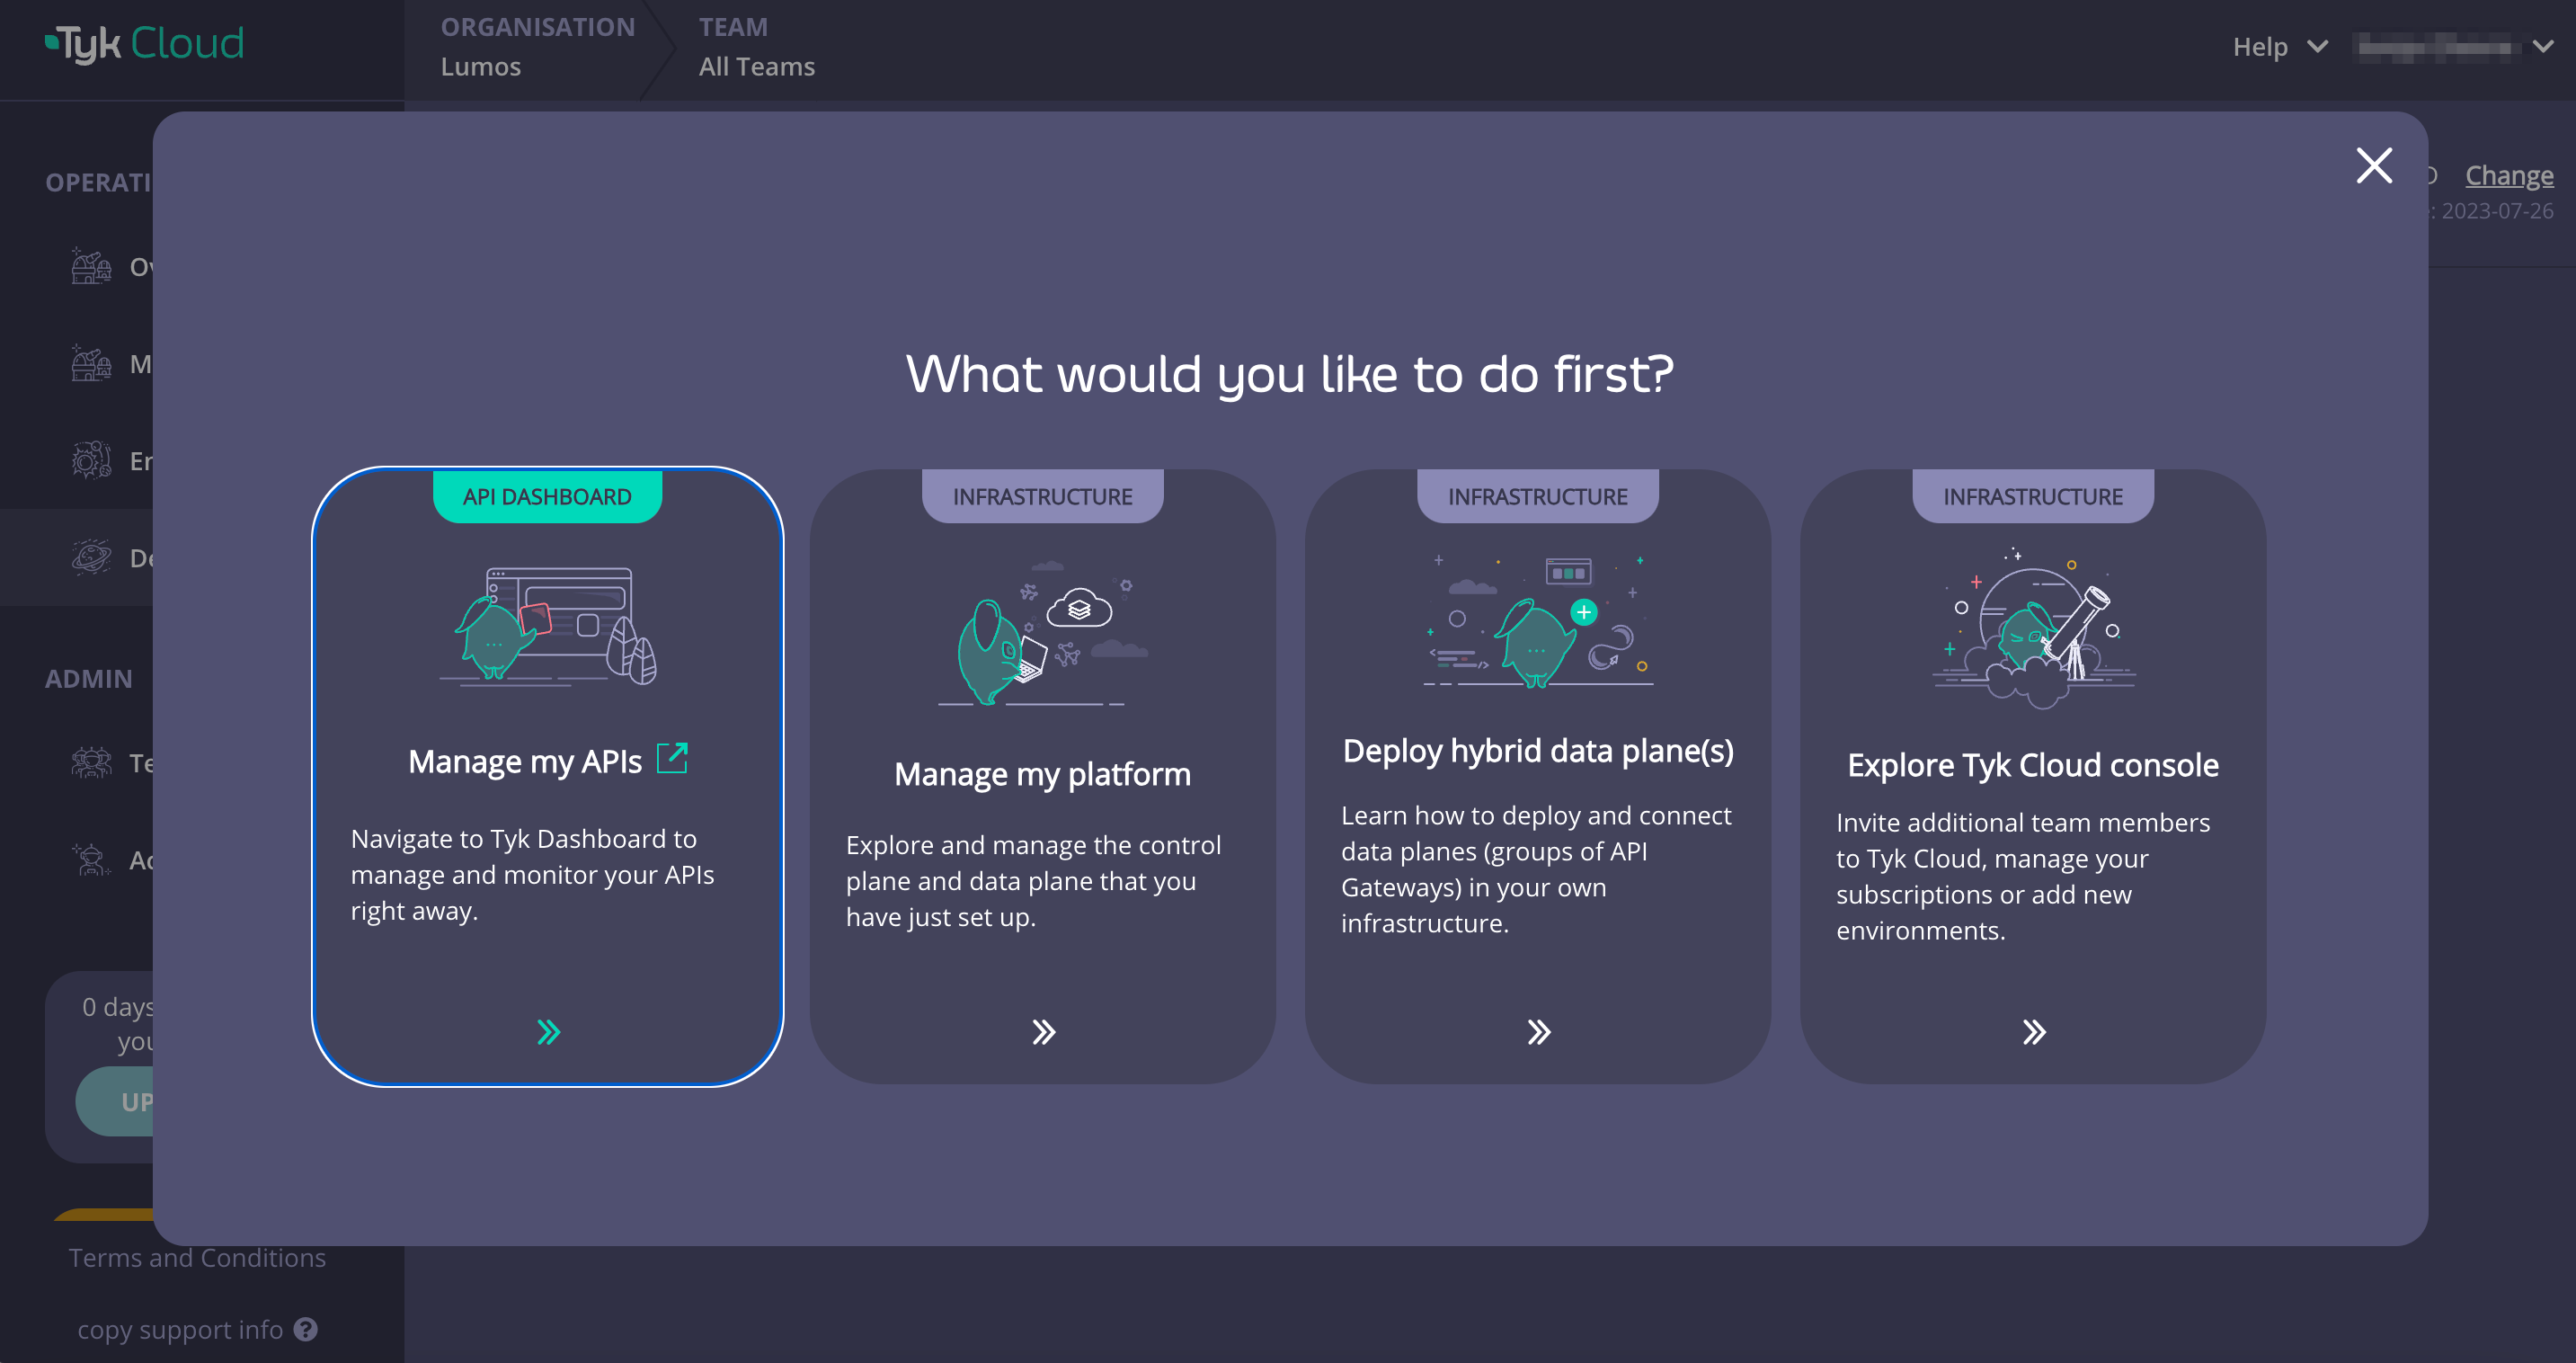 Tyk Cloud
ORGANISATION
Lumos
TEAM
All Teams
Help
Change
: 2023-07-26
OPERATI
M
ADMIN
0 days
UP
Terms and Conditions
copy support info
What would you like to do first?
API DASHBOARD
Manage my APIs
Navigate to Tyk Dashboard to
manage and monitor your APIs
right away.
INFRASTRUCTURE
Manage my platform
Explore and manage the control
plane and data plane that you
have just set up.
INFRASTRUCTURE
Deploy hybrid data plane(s)
Learn how to deploy and connect
data planes (groups of API
Gateways) in your own
infrastructure.
INFRASTRUCTURE
Explore Tyk Cloud console
Invite additional team members
to Tyk Cloud, manage your
subscriptions or add new
environments.